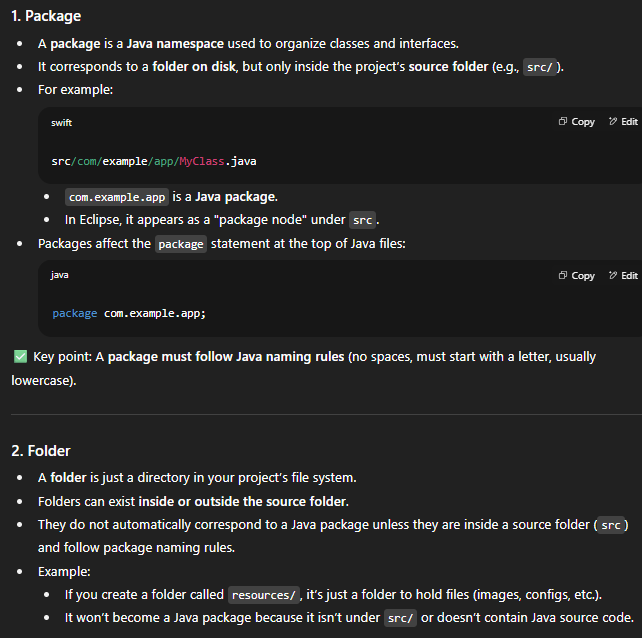 1. Package
• A package is a Java namespace used to organize classes and interfaces.
• It corresponds to a folder on disk, but only inside the project's source folder (e.g., src/ ).
• For example:
swift
Copy Edit
src/com/example/app/MyClass.java
• com.example.app is a Java package.
• In Eclipse, it appears as a "package node" under src .
• Packages affect the package statement at the top of Java files:
java
Copy Edit
package com.example.app;
✅ Key point: A package must follow Java naming rules (no spaces, must start with a letter, usually
lowercase).
2. Folder
• A folder is just a directory in your project's file system.
• Folders can exist inside or outside the source folder.
• They do not automatically correspond to a Java package unless they are inside a source folder ( src )
and follow package naming rules.
• Example:
• If you create a folder called resources/ , it's just a folder to hold files (images, configs, etc.).
• It won't become a Java package because it isn't under src/ or doesn't contain Java source code.